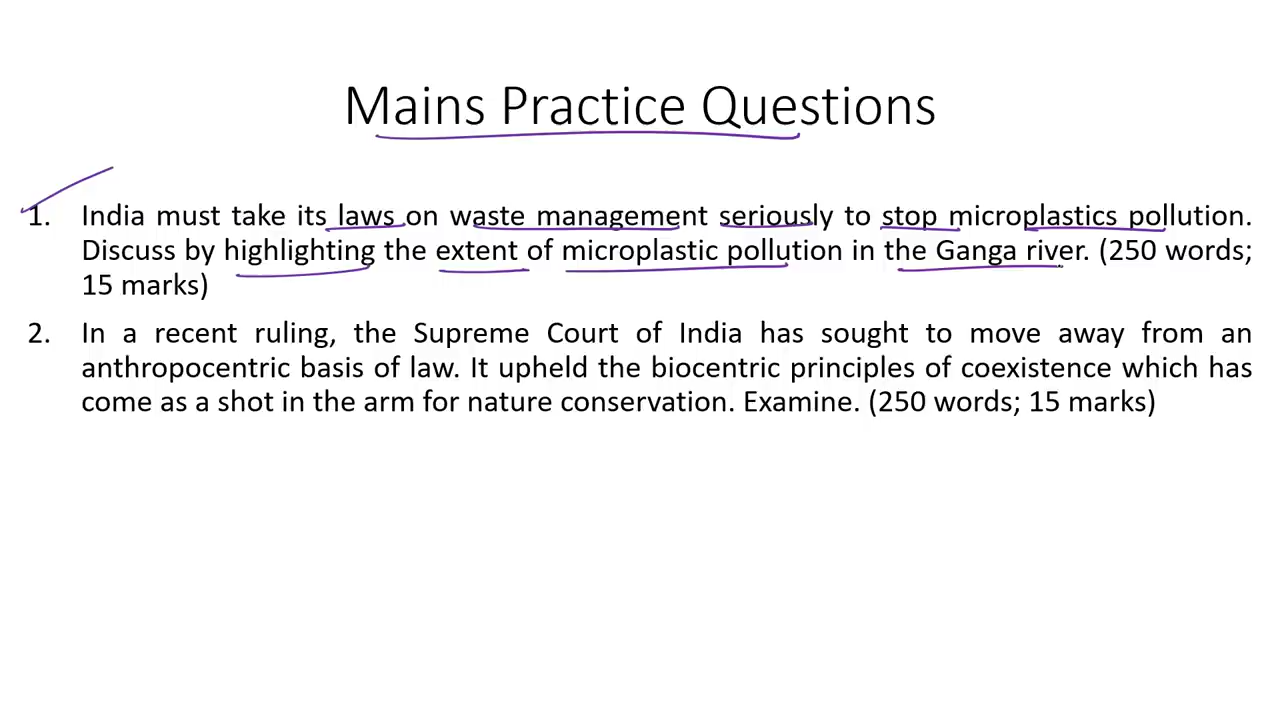 Mains Practice Questions
1. India must take its laws on waste management seriously to stop microplastics pollution.
Discuss by highlighting the extent of microplastic pollution in the Ganga river. (250 words;
15 marks)
2. In a recent ruling, the Supreme Court of India has sought to move away from an
anthropocentric basis of law. It upheld the biocentric principles of coexistence which has
come as a shot in the arm for nature conservation. Examine. (250 words; 15 marks)